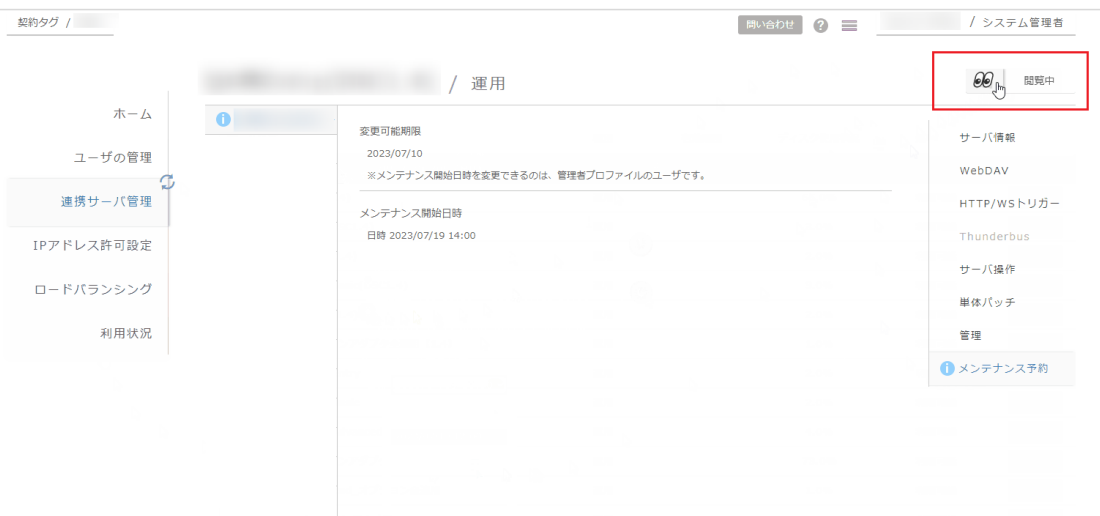 契約タグ /
問い合わせ
?
/ システム管理者
/ 運用
閲覧中
ホーム
ユーザの管理
連携サーバ管理
IPアドレス許可設定
ロードバランシング
利用状況
変更可能期限
2023/07/10
※メンテナンス開始日時を変更できるのは、管理者プロファイルのユーザです。
メンテナンス開始日時
日時 2023/07/19 14:00
サーバ情報
WebDAV
HTTP/WSトリガー
Thunderbus
サーバ操作
単体パッチ
管理
メンテナンス予約